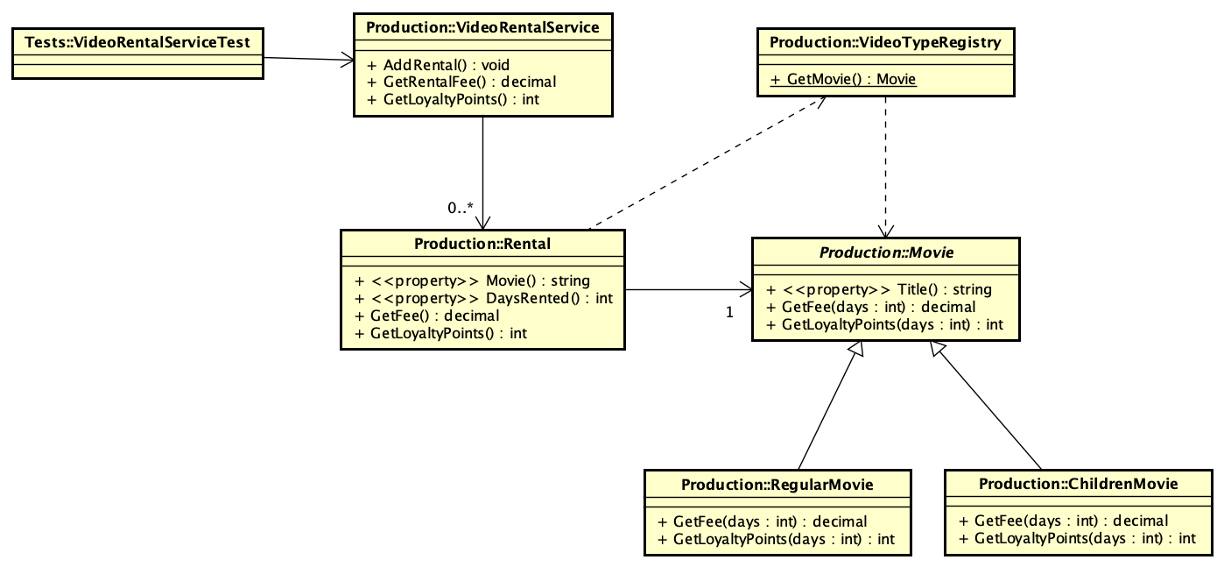 Tests::VideoRentalServiceTest
Production::VideoRentalService
+ AddRental() : void
+ GetRentalFee() : decimal
+ GetLoyaltyPoints() : int
Production::VideoTypeRegistry
+ GetMovie() : Movie
0..*
Production::Rental
+ <<property>> Movie() : string
+ <<property>> DaysRented() : int
+ GetFee() : decimal
+ GetLoyaltyPoints() : int
1
Production::Movie
+ <<property>> Title() : string
+ GetFee(days : int) : decimal
+ GetLoyaltyPoints(days : int) : int
Production::RegularMovie
+ GetFee(days : int) : decimal
+ GetLoyaltyPoints(days : int) : int
Production::ChildrenMovie
+ GetFee(days : int) : decimal
+ GetLoyaltyPoints(days : int) : int